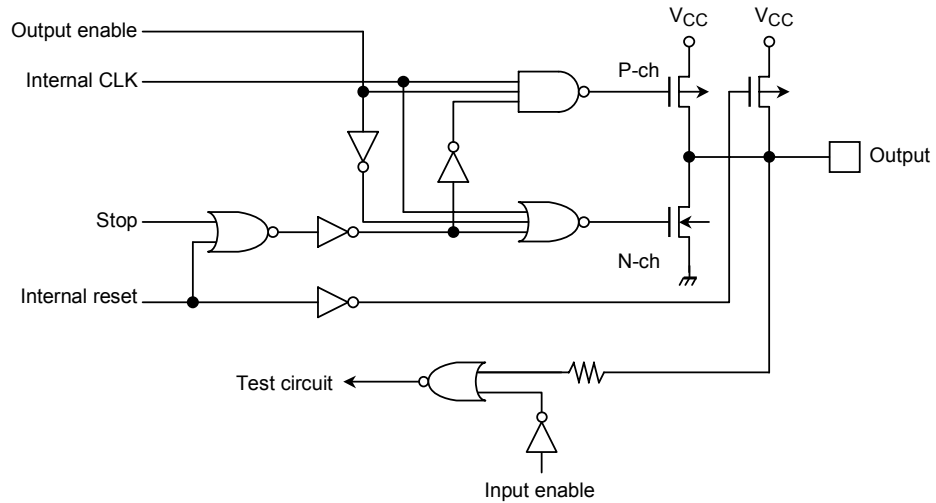 Output enable
Internal CLK
Stop
Internal reset
VCC
VCC
P-ch
N-ch
Output
Test circuit
Input enable